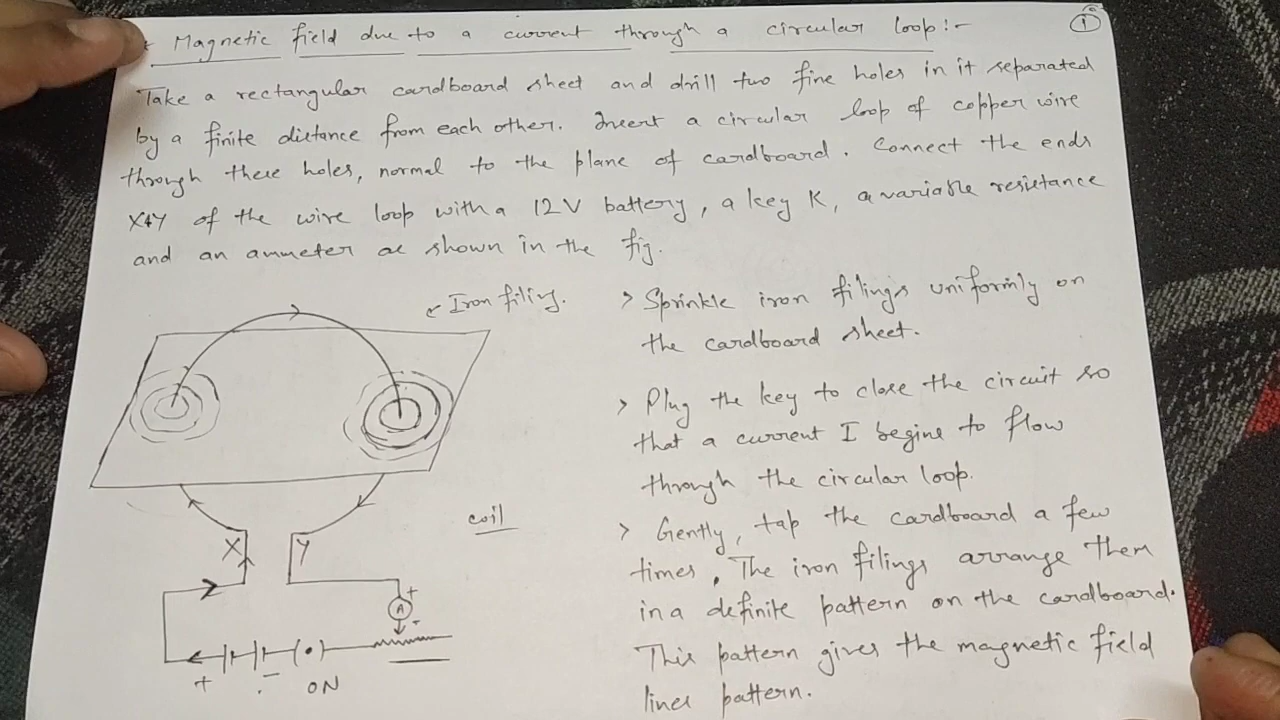 Magnetic field due to a current through a circular loop:-
1
Take a rectangular cardboard sheet and drill two fine holes in it separated
by a finite distance from each other. Insert a circular loop of copper wire
through these holes, normal to the plane of cardboard. Connect the ends
X&Y of the wire loop with a 12V battery, a key K, a variable resistance
and an ammeter as shown in the fig.
Iron filing.
coil
X
Y
+
A
-
+
-
ON
> Sprinkle iron filings uniformly on
the cardboard sheet.
> Plug the key to close the circuit so
that a current I begins to flow
through the circular loop.
> Gently, tap the cardboard a few
times. The iron filings arrange them
in a definite pattern on the cardboard.
This pattern gives the magnetic field
lines pattern.